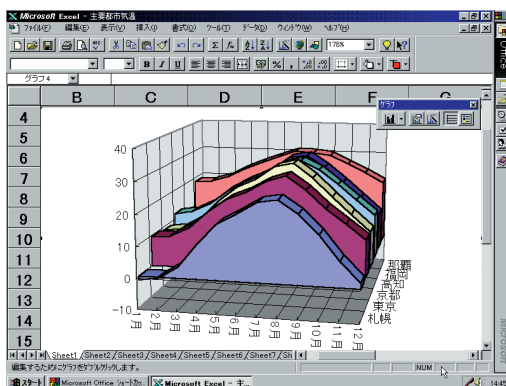 Microsoft Excel - 主要都市気温
ファイル(F) 編集(E) 表示(V) 挿入(I) 書式(O) ツール(T) データ(D) ウィンドウ(W) ヘルプ(H)
178%
B I U
グラフ 4
B C D E F G
グラフ
4
5
6
7
8
9
10
11
12
13
14
15
40
30
20
10
0
-10
1月 2月 3月 4月 5月 6月 7月 8月 9月 10月 11月 12月
那覇
福岡
高知
京都
東京
札幌
Sheet1 Sheet2 Sheet3 Sheet4 Sheet5 Sheet6 Sheet7 Sh
編集するためにグラフをダブルクリックします。 NUM
スタート Microsoft Office ショートカ... Microsoft Excel - 主... 14:45
Office
Microsoft